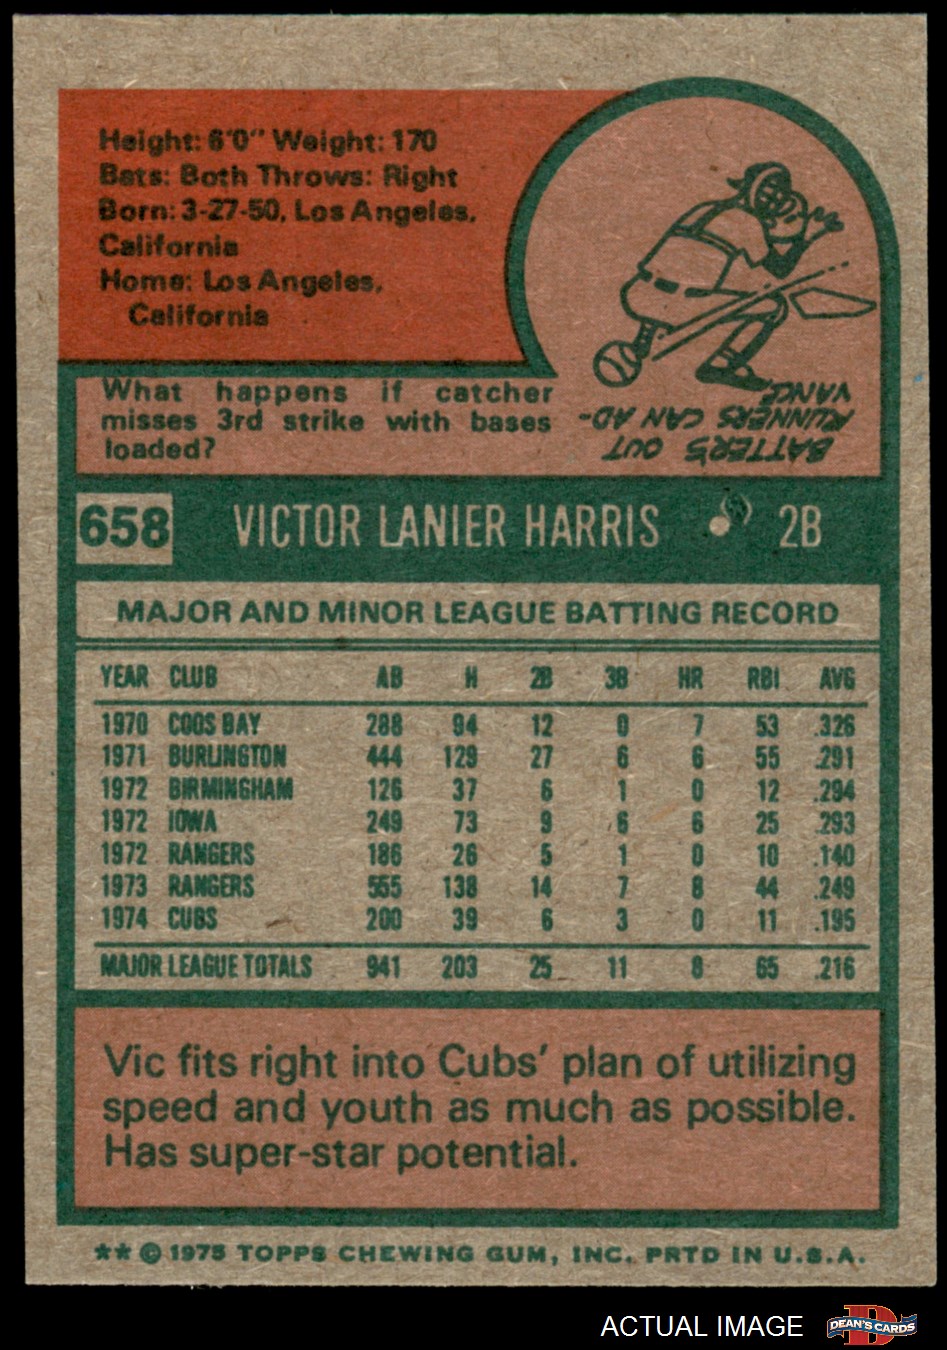 Height: 6'0" Weight: 170
Bats: Both Throws: Right
Born: 3-27-50, Los Angeles,
California
Home: Los Angeles,
California
What happens if catcher
misses 3rd strike with bases
loaded?
BATTER'S OUT
RUNNERS CAN AD-
VANCE
658 VICTOR LANIER HARRIS 2B
MAJOR AND MINOR LEAGUE BATTING RECORD
YEAR CLUB AB H 2B 3B HR RBI AVG
1970 COOS BAY 288 94 12 0 7 53 .326
1971 BURLINGTON 444 129 27 6 6 55 .291
1972 BIRMINGHAM 126 37 6 1 0 12 .294
1972 IOWA 249 73 9 6 6 25 .293
1972 RANGERS 186 26 5 1 0 10 .140
1973 RANGERS 555 138 14 7 8 44 .249
1974 CUBS 200 39 6 3 0 11 .195
MAJOR LEAGUE TOTALS 941 203 25 11 8 65 .216
Vic fits right into Cubs' plan of utilizing
speed and youth as much as possible.
Has super-star potential.
** © 1975 TOPPS CHEWING GUM, INC. PRTD IN U.S.A.
ACTUAL IMAGE
DEAN'S CARDS